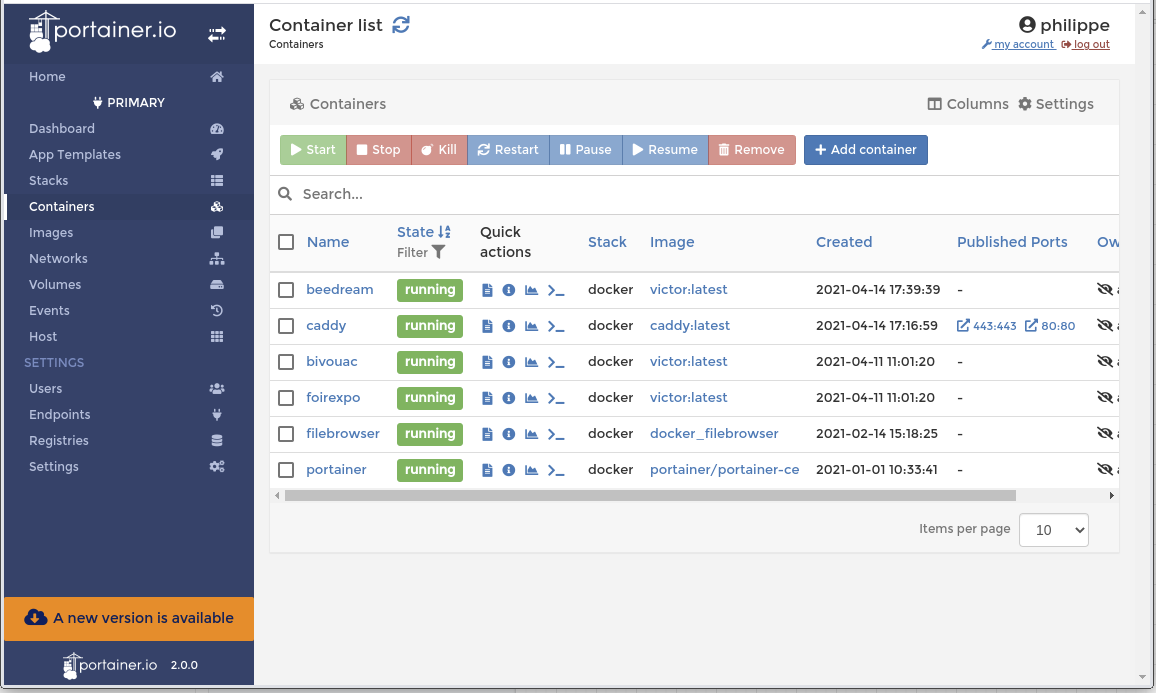 portainer.io
Home
PRIMARY
Dashboard
App Templates
Stacks
Containers
Images
Networks
Volumes
Events
Host
SETTINGS
Users
Endpoints
Registries
Settings
A new version is available
portainer.io 2.0.0
Container list
Containers
philippe
my account log out
Containers
Columns Settings
Start Stop Kill Restart Pause Resume Remove + Add container
Search...
Name State Filter Quick actions Stack Image Created Published Ports Ow
beedream running docker victor:latest 2021-04-14 17:39:39 - a
caddy running docker caddy:latest 2021-04-14 17:16:59 443:443 80:80 a
bivouac running docker victor:latest 2021-04-11 11:01:20 - a
foirexpo running docker victor:latest 2021-04-11 11:01:20 - a
filebrowser running docker docker_filebrowser 2021-02-14 15:18:25 - a
portainer running docker portainer/portainer-ce 2021-01-01 10:33:41 - a
Items per page 10